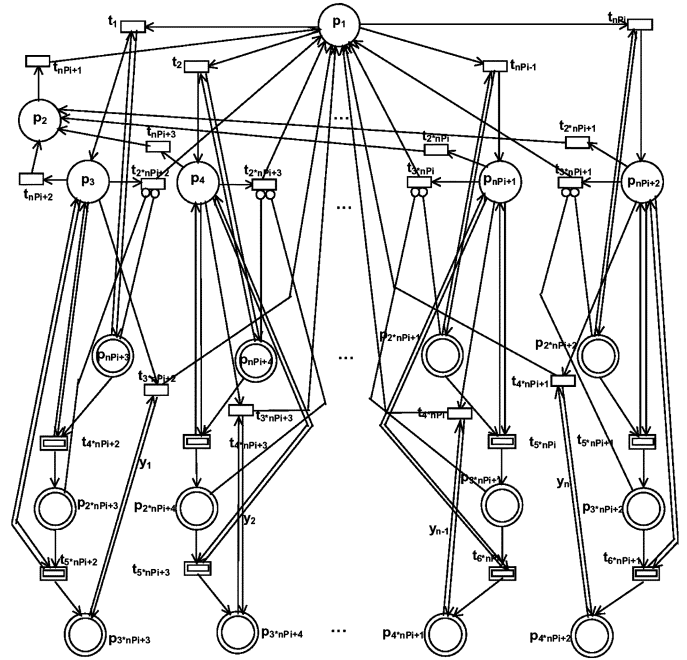 p1
t1
tnPi
t2
tnPi-1
tnPi+1
...
p2
tnPi+3
t2*nPi
t2*nPi+1
p3
t2*nPi+2
p4
t2*nPi+3
t3*nPi
pnPi+1
t3*nPi+1
pnPi+2
tnPi+2
...
pnPi+3
pnPi+4
...
p2*nPi+1
p2*nPi+2
t3*nPi+2
t4*nPi+1
t3*nPi+3
t4*nPi
t4*nPi+2
t4*nPi+3
t5*nPi
t5*nPi+1
y1
yn
p2*nPi+3
p2*nPi+4
y2
yn-1
p3*nPi+1
p3*nPi+2
t5*nPi+2
t5*nPi+3
t6*nPi
t6*nPi+1
p3*nPi+3
p3*nPi+4
...
p4*nPi+1
p4*nPi+2